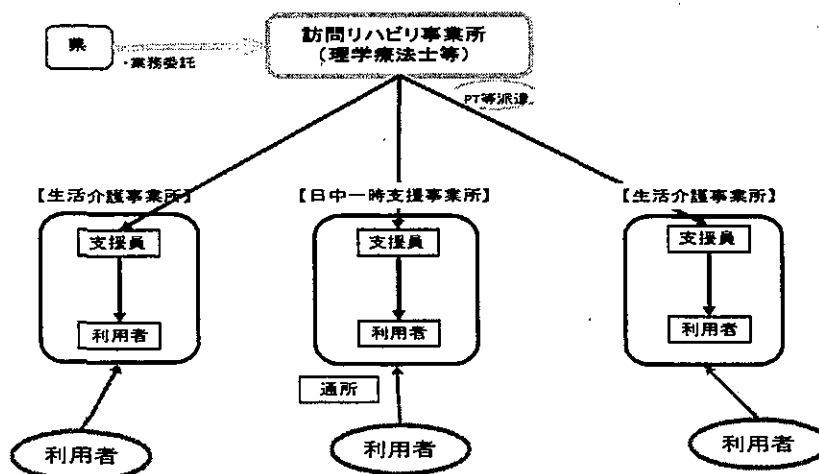 県
・業務委託
訪問リハビリ事業所
(理学療法士等)
PT等派遣
【生活介護事業所】
【日中一時支援事業所】
【生活介護事業所】
支援員
支援員
支援員
利用者
利用者
利用者
通所
利用者
利用者
利用者